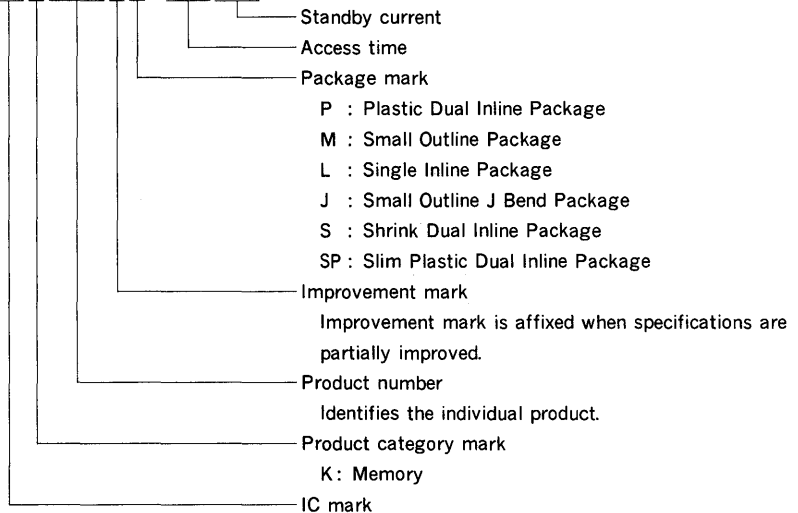 Standby current
Access time
Package mark
P : Plastic Dual Inline Package
M : Small Outline Package
L : Single Inline Package
J : Small Outline J Bend Package
S : Shrink Dual Inline Package
SP : Slim Plastic Dual Inline Package
Improvement mark
Improvement mark is affixed when specifications are
partially improved.
Product number
Identifies the individual product.
Product category mark
K : Memory
IC mark